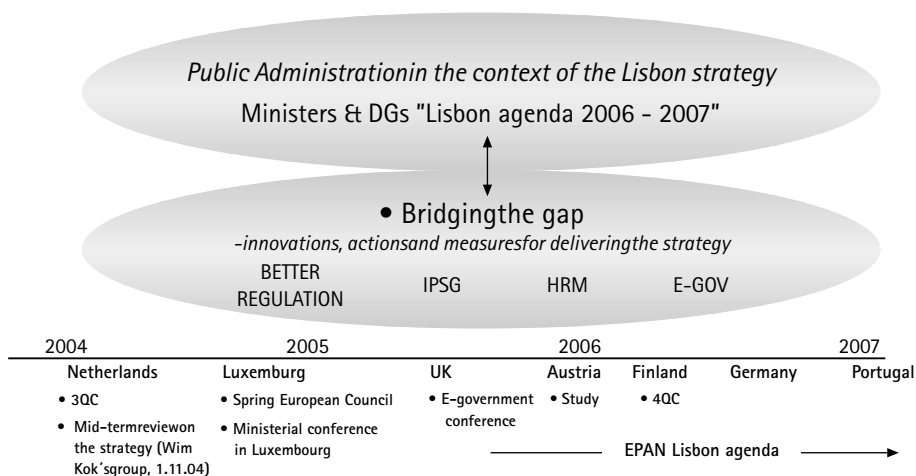 Public Administrationin the context of the Lisbon strategy
Ministers & DGs "Lisbon agenda 2006 - 2007"
• Bridgingthe gap
-innovations, actionsand measuresfor deliveringthe strategy
BETTER
REGULATION
IPSG
HRM
E-GOV
2004
2005
2006
2007
Netherlands
• 3QC
• Mid-termreviewon
the strategy (Wim
Kok´sgroup, 1.11.04)
Luxemburg
• Spring European Council
• Ministerial conference
in Luxembourg
UK
• E-government
conference
Austria
• Study
Finland
• 4QC
Germany
Portugal
EPAN Lisbon agenda